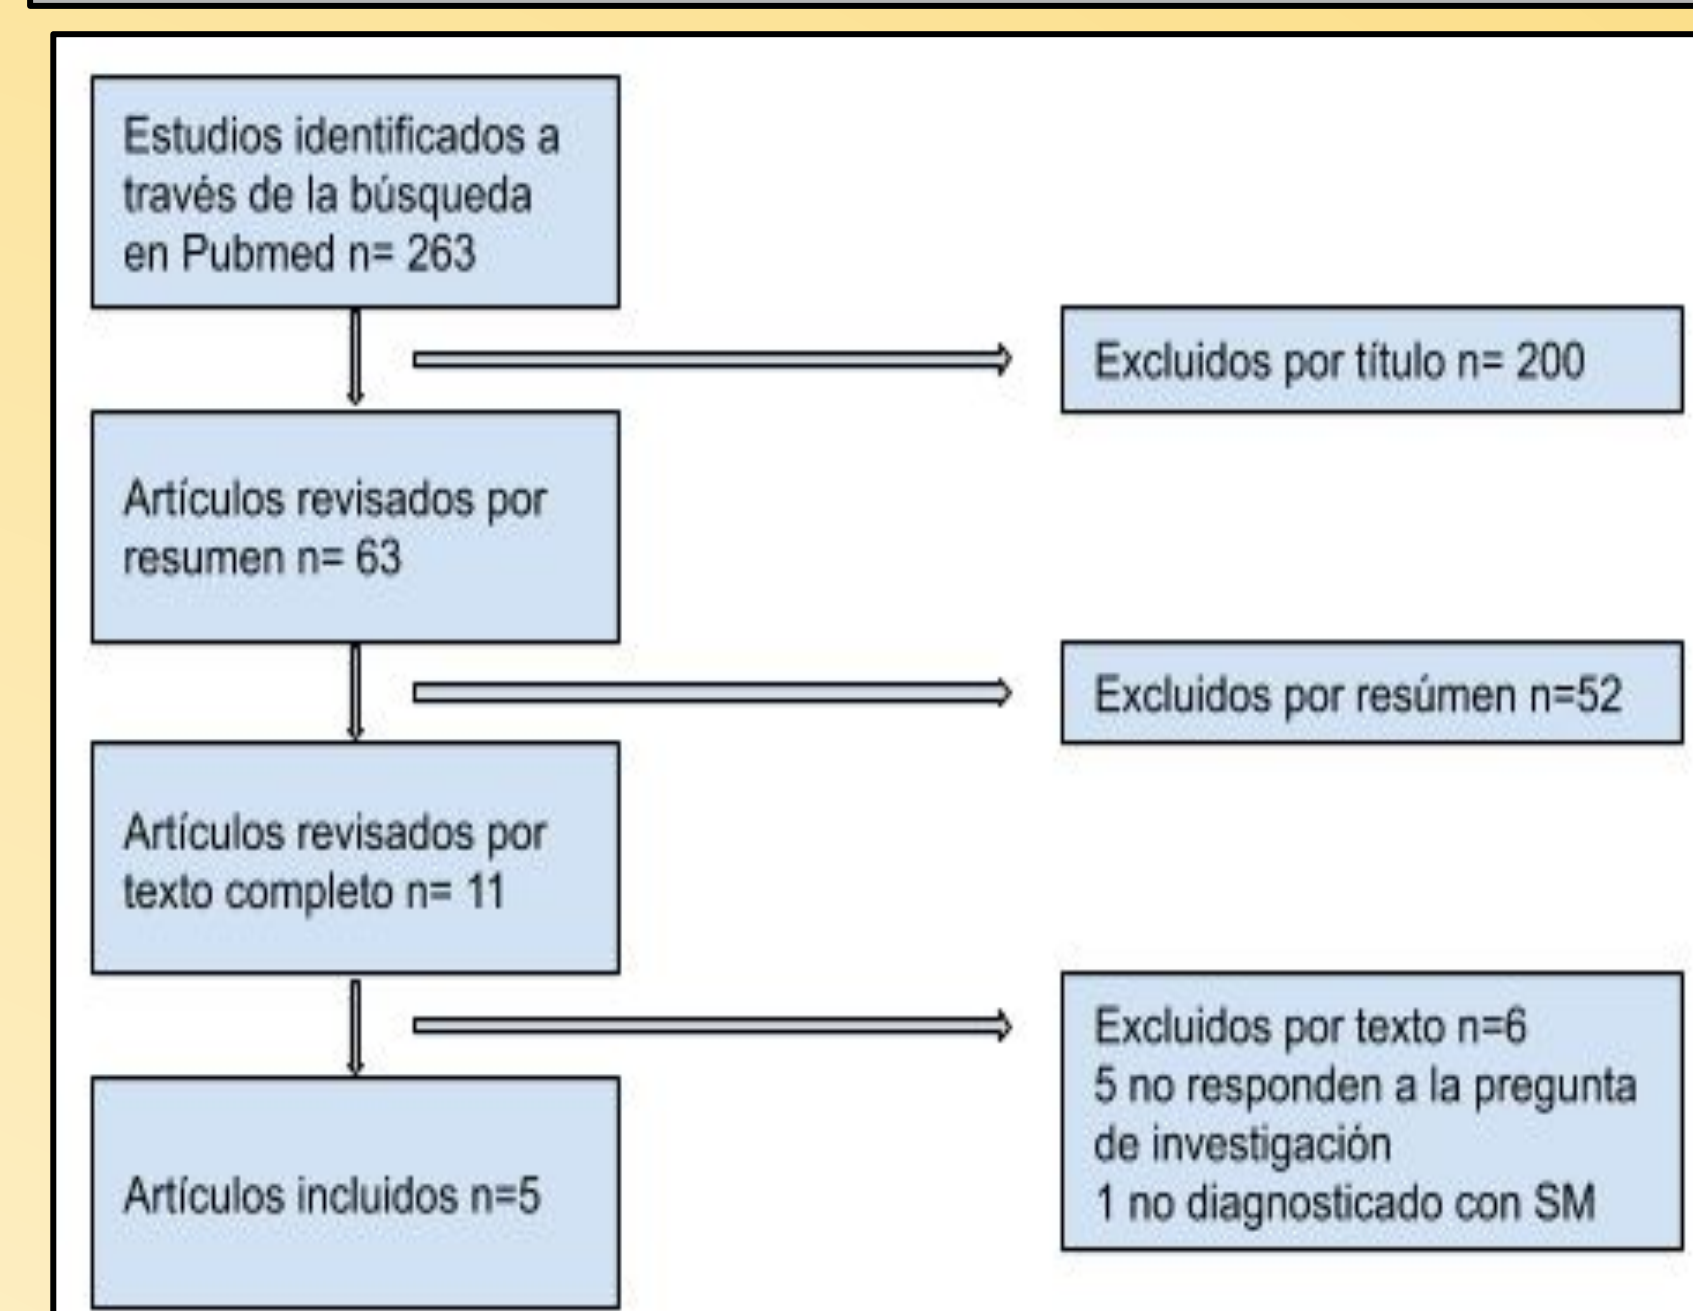 Estudios identificados a
través de la búsqueda
en Pubmed n= 263
Excluidos por título n= 200
Artículos revisados por
resumen n= 63
Excluidos por resúmen n=52
Artículos revisados por
texto completo n= 11
Excluidos por texto n=6
5 no responden a la pregunta
de investigación
1 no diagnosticado con SM
Artículos incluidos n=5